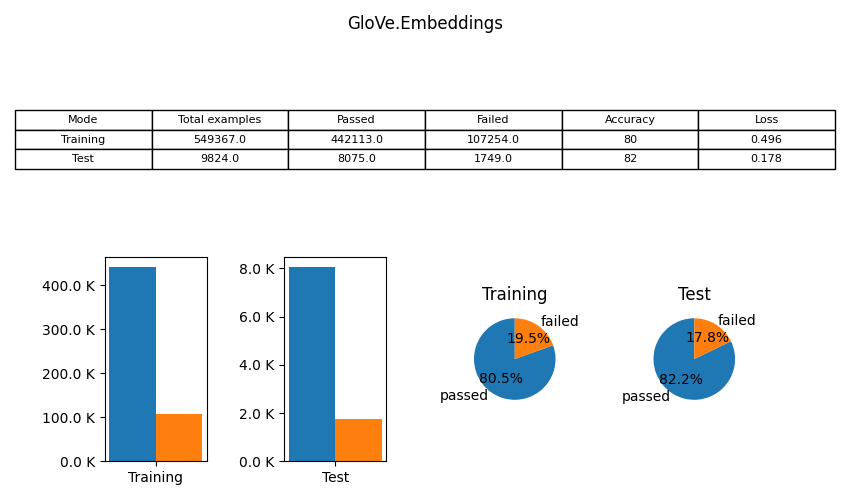 GloVe.Embeddings
Mode Total examples Passed Failed Accuracy Loss
Training 549367.0 442113.0 107254.0 80 0.496
Test 9824.0 8075.0 1749.0 82 0.178
400.0 K
300.0 K
200.0 K
100.0 K
0.0 K
Training
8.0 K
6.0 K
4.0 K
2.0 K
0.0 K
Test
Training
failed
19.5%
80.5%
passed
Test
failed
17.8%
82.2%
passed